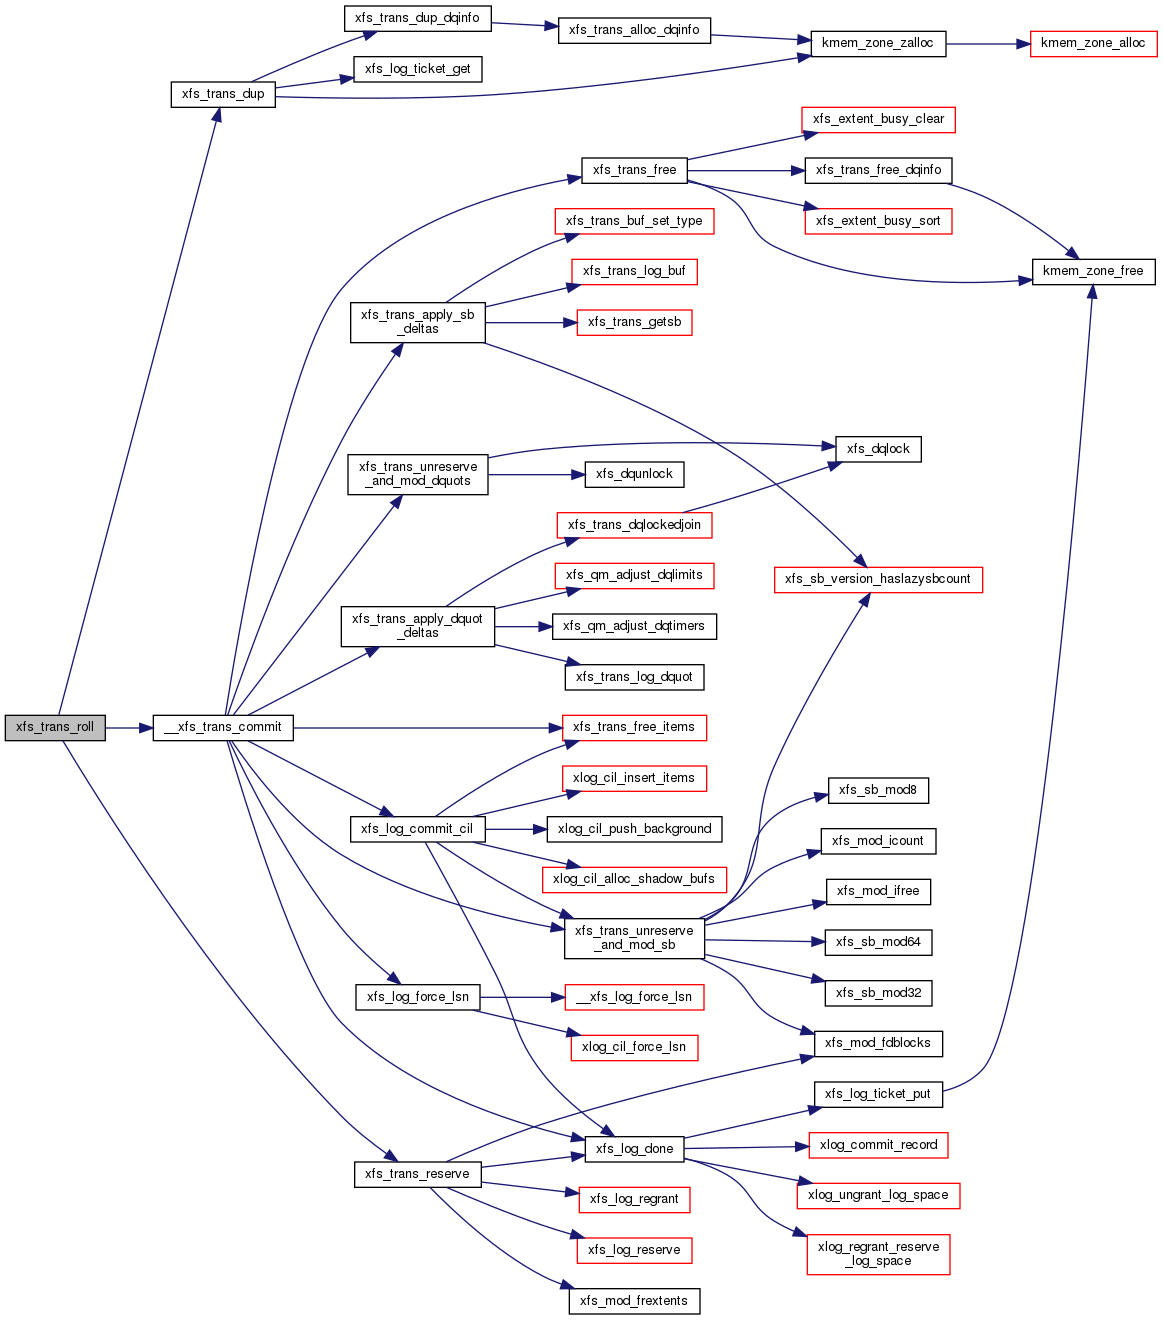 xfs_trans_dup_dqinfo
xfs_trans_alloc_dqinfo
kmem_zone_zalloc
kmem_zone_alloc
xfs_log_ticket_get
xfs_trans_dup
xfs_extent_busy_clear
xfs_trans_free
xfs_trans_free_dqinfo
xfs_trans_buf_set_type
xfs_extent_busy_sort
xfs_trans_log_buf
kmem_zone_free
xfs_trans_apply_sb
_deltas
xfs_trans_getsb
xfs_dqlock
xfs_trans_unreserve
_and_mod_dquots
xfs_dqunlock
xfs_trans_dqlockedjoin
xfs_qm_adjust_dqlimits
xfs_sb_version_haslazysbcount
xfs_trans_apply_dquot
_deltas
xfs_qm_adjust_dqtimers
xfs_trans_log_dquot
xfs_trans_roll
__xfs_trans_commit
xfs_trans_free_items
xlog_cil_insert_items
xfs_sb_mod8
xfs_log_commit_cil
xlog_cil_push_background
xfs_mod_icount
xlog_cil_alloc_shadow_bufs
xfs_mod_ifree
xfs_trans_unreserve
_and_mod_sb
xfs_sb_mod64
xfs_log_force_lsn
__xfs_log_force_lsn
xfs_sb_mod32
xlog_cil_force_lsn
xfs_mod_fdblocks
xfs_log_ticket_put
xfs_log_done
xlog_commit_record
xfs_trans_reserve
xfs_log_regrant
xlog_ungrant_log_space
xfs_log_reserve
xlog_regrant_reserve
_log_space
xfs_mod_frextents